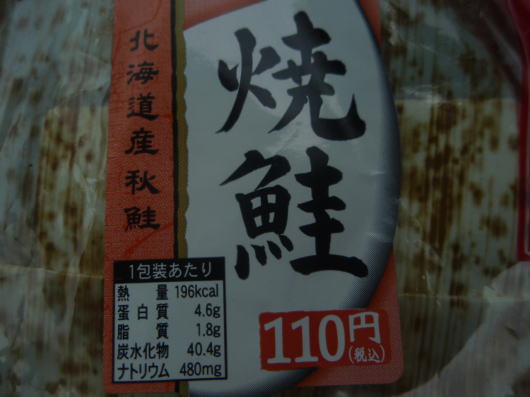 北海道産秋鮭
焼鮭
1包装あたり
熱量 196kcal
蛋白質 4.6g
脂質 1.8g
炭水化物 40.4g
ナトリウム 480mg
110円
(税込)